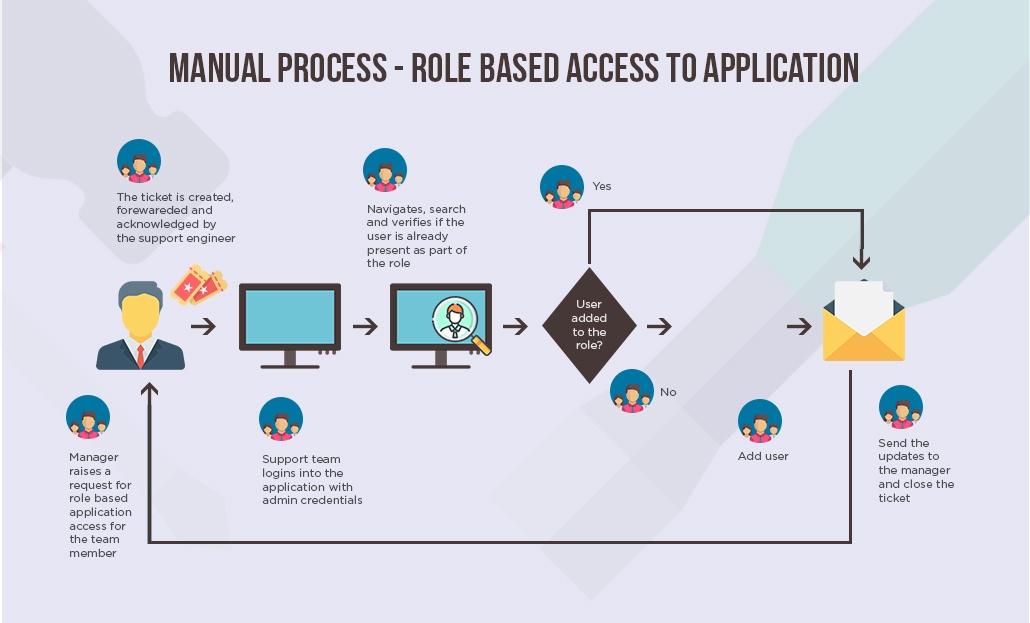 MANUAL PROCESS - ROLE BASED ACCESS TO APPLICATION
The ticket is created,
forewareded and
acknowledged by
the support engineer
Navigates, search
and verifies if the
user is already
present as part of
the role
Yes
User
added
to the
role?
No
Manager
raises a
request for
role based
application
access for
the team
member
Support team
logins into the
application with
admin credentials
Add user
Send the
updates to
the manager
and close the
ticket